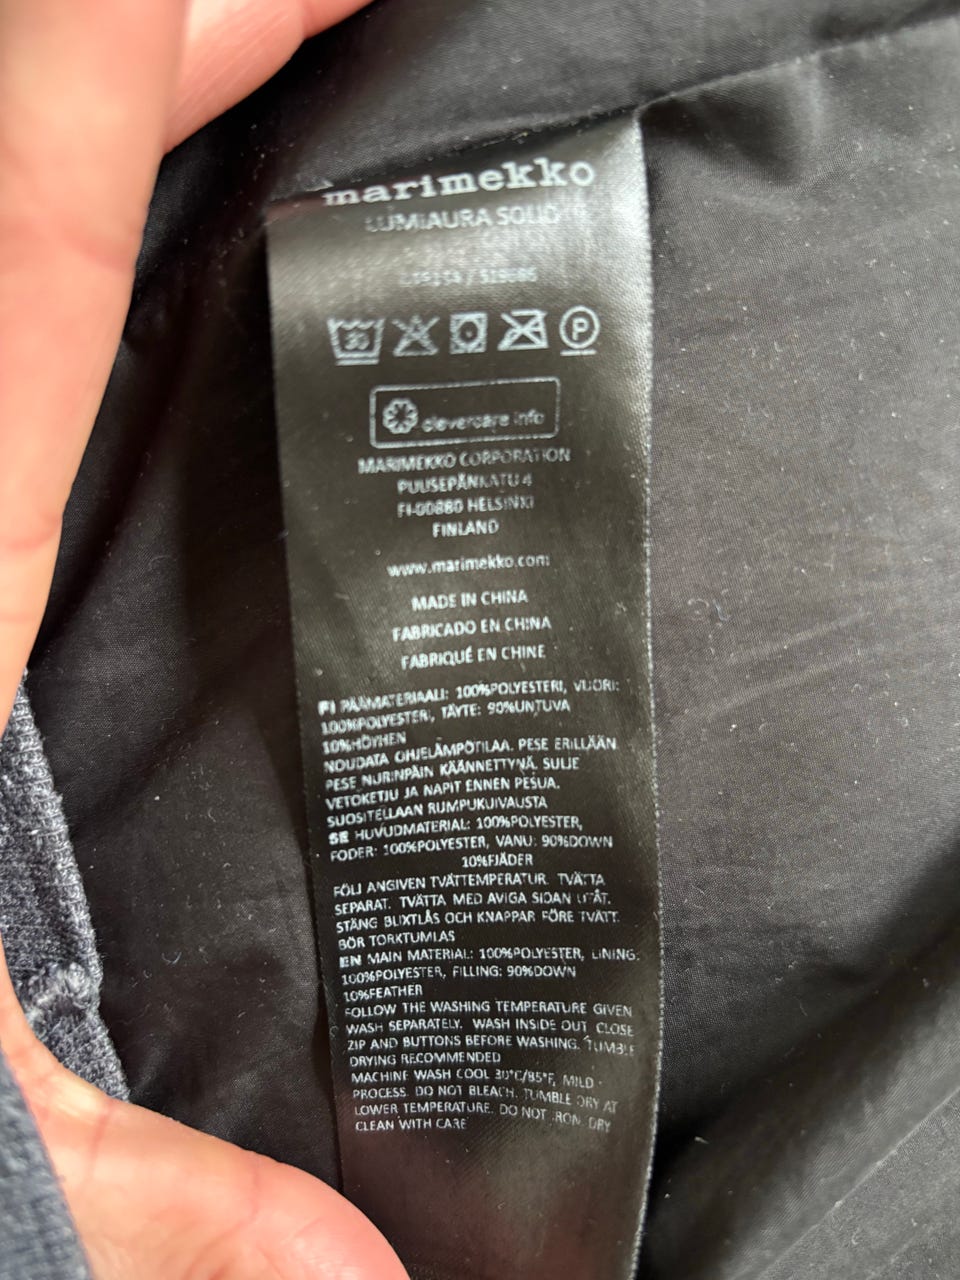 marimekko
LUMIAURA SOLID
/ 519686
30
P
clevercare.info
MARIMEKKO CORPORATION
PUUSEPÄNKATU 4
FI-00880 HELSINKI
FINLAND
www.marimekko.com
MADE IN CHINA
FABRICADO EN CHINA
FABRIQUÉ EN CHINE
FI PÄÄMATERIAALI: 100%POLYESTERI, VUORI:
100%POLYESTERI, TÄYTE: 90%UNTUVA
10%HÖYHEN
NOUDATA OHJELÄMPÖTILAA. PESE ERILLÄÄN
PESE NURINPÄIN KÄÄNNETTYNÄ. SULJE
VETOKETJU JA NAPIT ENNEN PESUA.
SUOSITELLAAN RUMPUKUIVAUSTA
SE HUVUDMATERIAL: 100%POLYESTER,
FODER: 100%POLYESTER, VANU: 90%DOWN
10%FJÄDER
FÖLJ ANGIVEN TVÄTTEMPERATUR. TVÄTTA
SEPARAT. TVÄTTA MED AVIGA SIDAN UTÅT.
STÄNG BLIXTLÅS OCH KNAPPAR FÖRE TVÄTT.
BÖR TORKTUMLAS
EN MAIN MATERIAL: 100%POLYESTER, LINING:
100%POLYESTER, FILLING: 90%DOWN
10%FEATHER
FOLLOW THE WASHING TEMPERATURE GIVEN
WASH SEPARATELY. WASH INSIDE OUT, CLOSE
ZIP AND BUTTONS BEFORE WASHING. TUMBLE
DRYING RECOMMENDED
MACHINE WASH COOL 30°C/85°F, MILD
PROCESS. DO NOT BLEACH. TUMBLE DRY AT
LOWER TEMPERATURE. DO NOT IRON. DRY
CLEAN WITH CARE